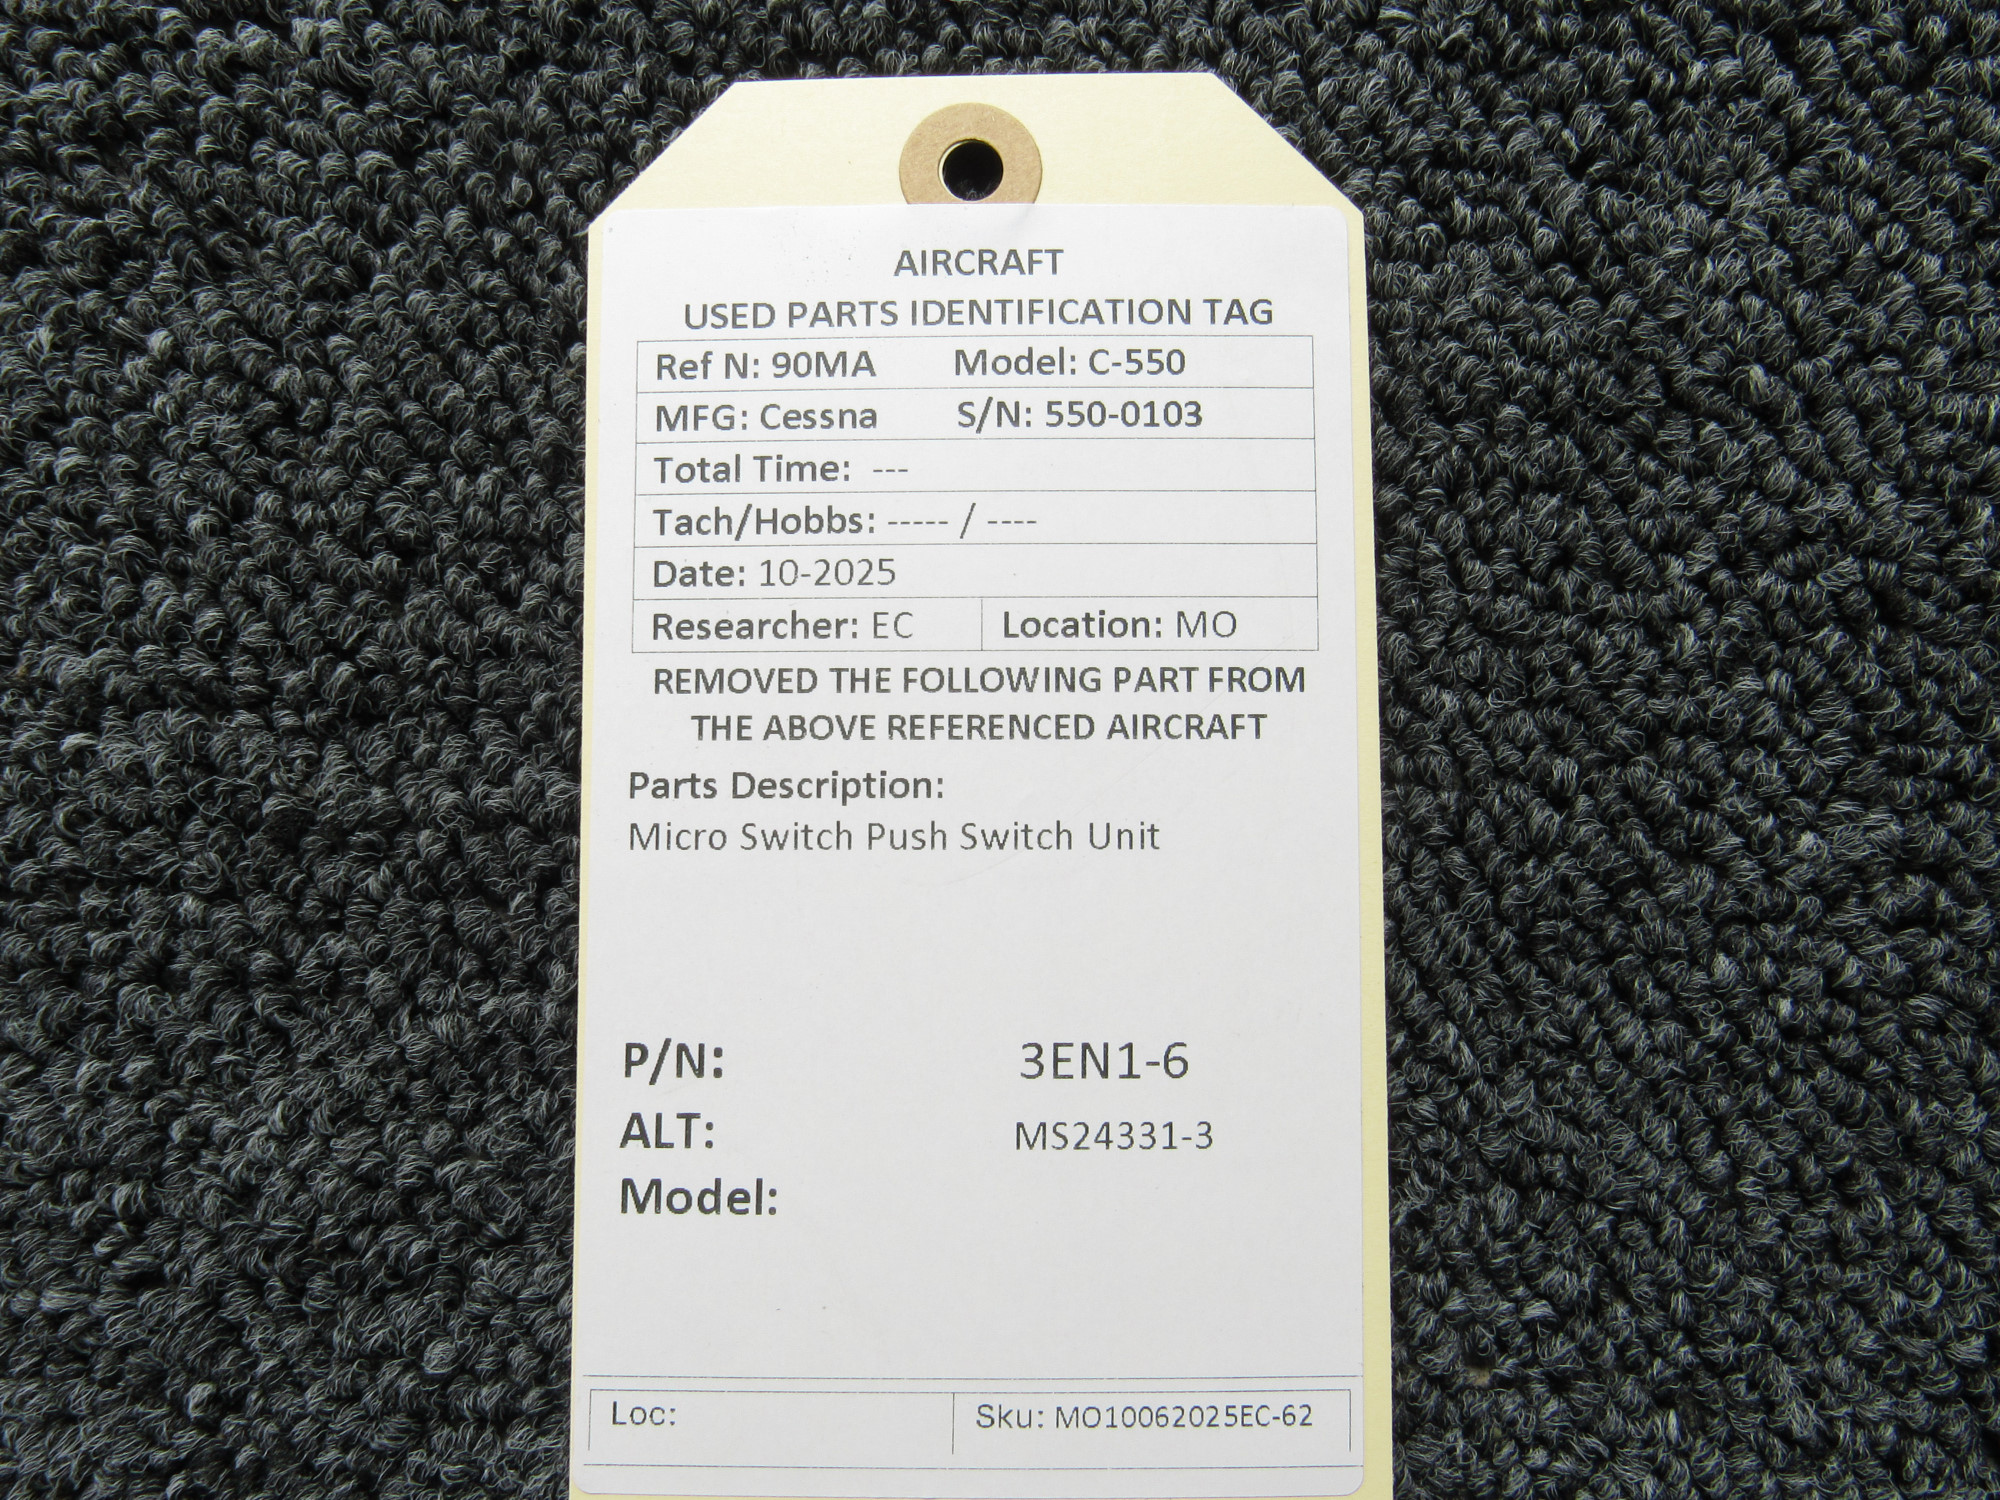 AIRCRAFT
USED PARTS IDENTIFICATION TAG
Ref N: 90MA Model: C-550
MFG: Cessna S/N: 550-0103
Total Time: ---
Tach/Hobbs: ----- / ----
Date: 10-2025
Researcher: EC Location: MO
REMOVED THE FOLLOWING PART FROM
THE ABOVE REFERENCED AIRCRAFT
Parts Description:
Micro Switch Push Switch Unit
P/N: 3EN1-6
ALT: MS24331-3
Model:
Loc: Sku: MO10062025EC-62